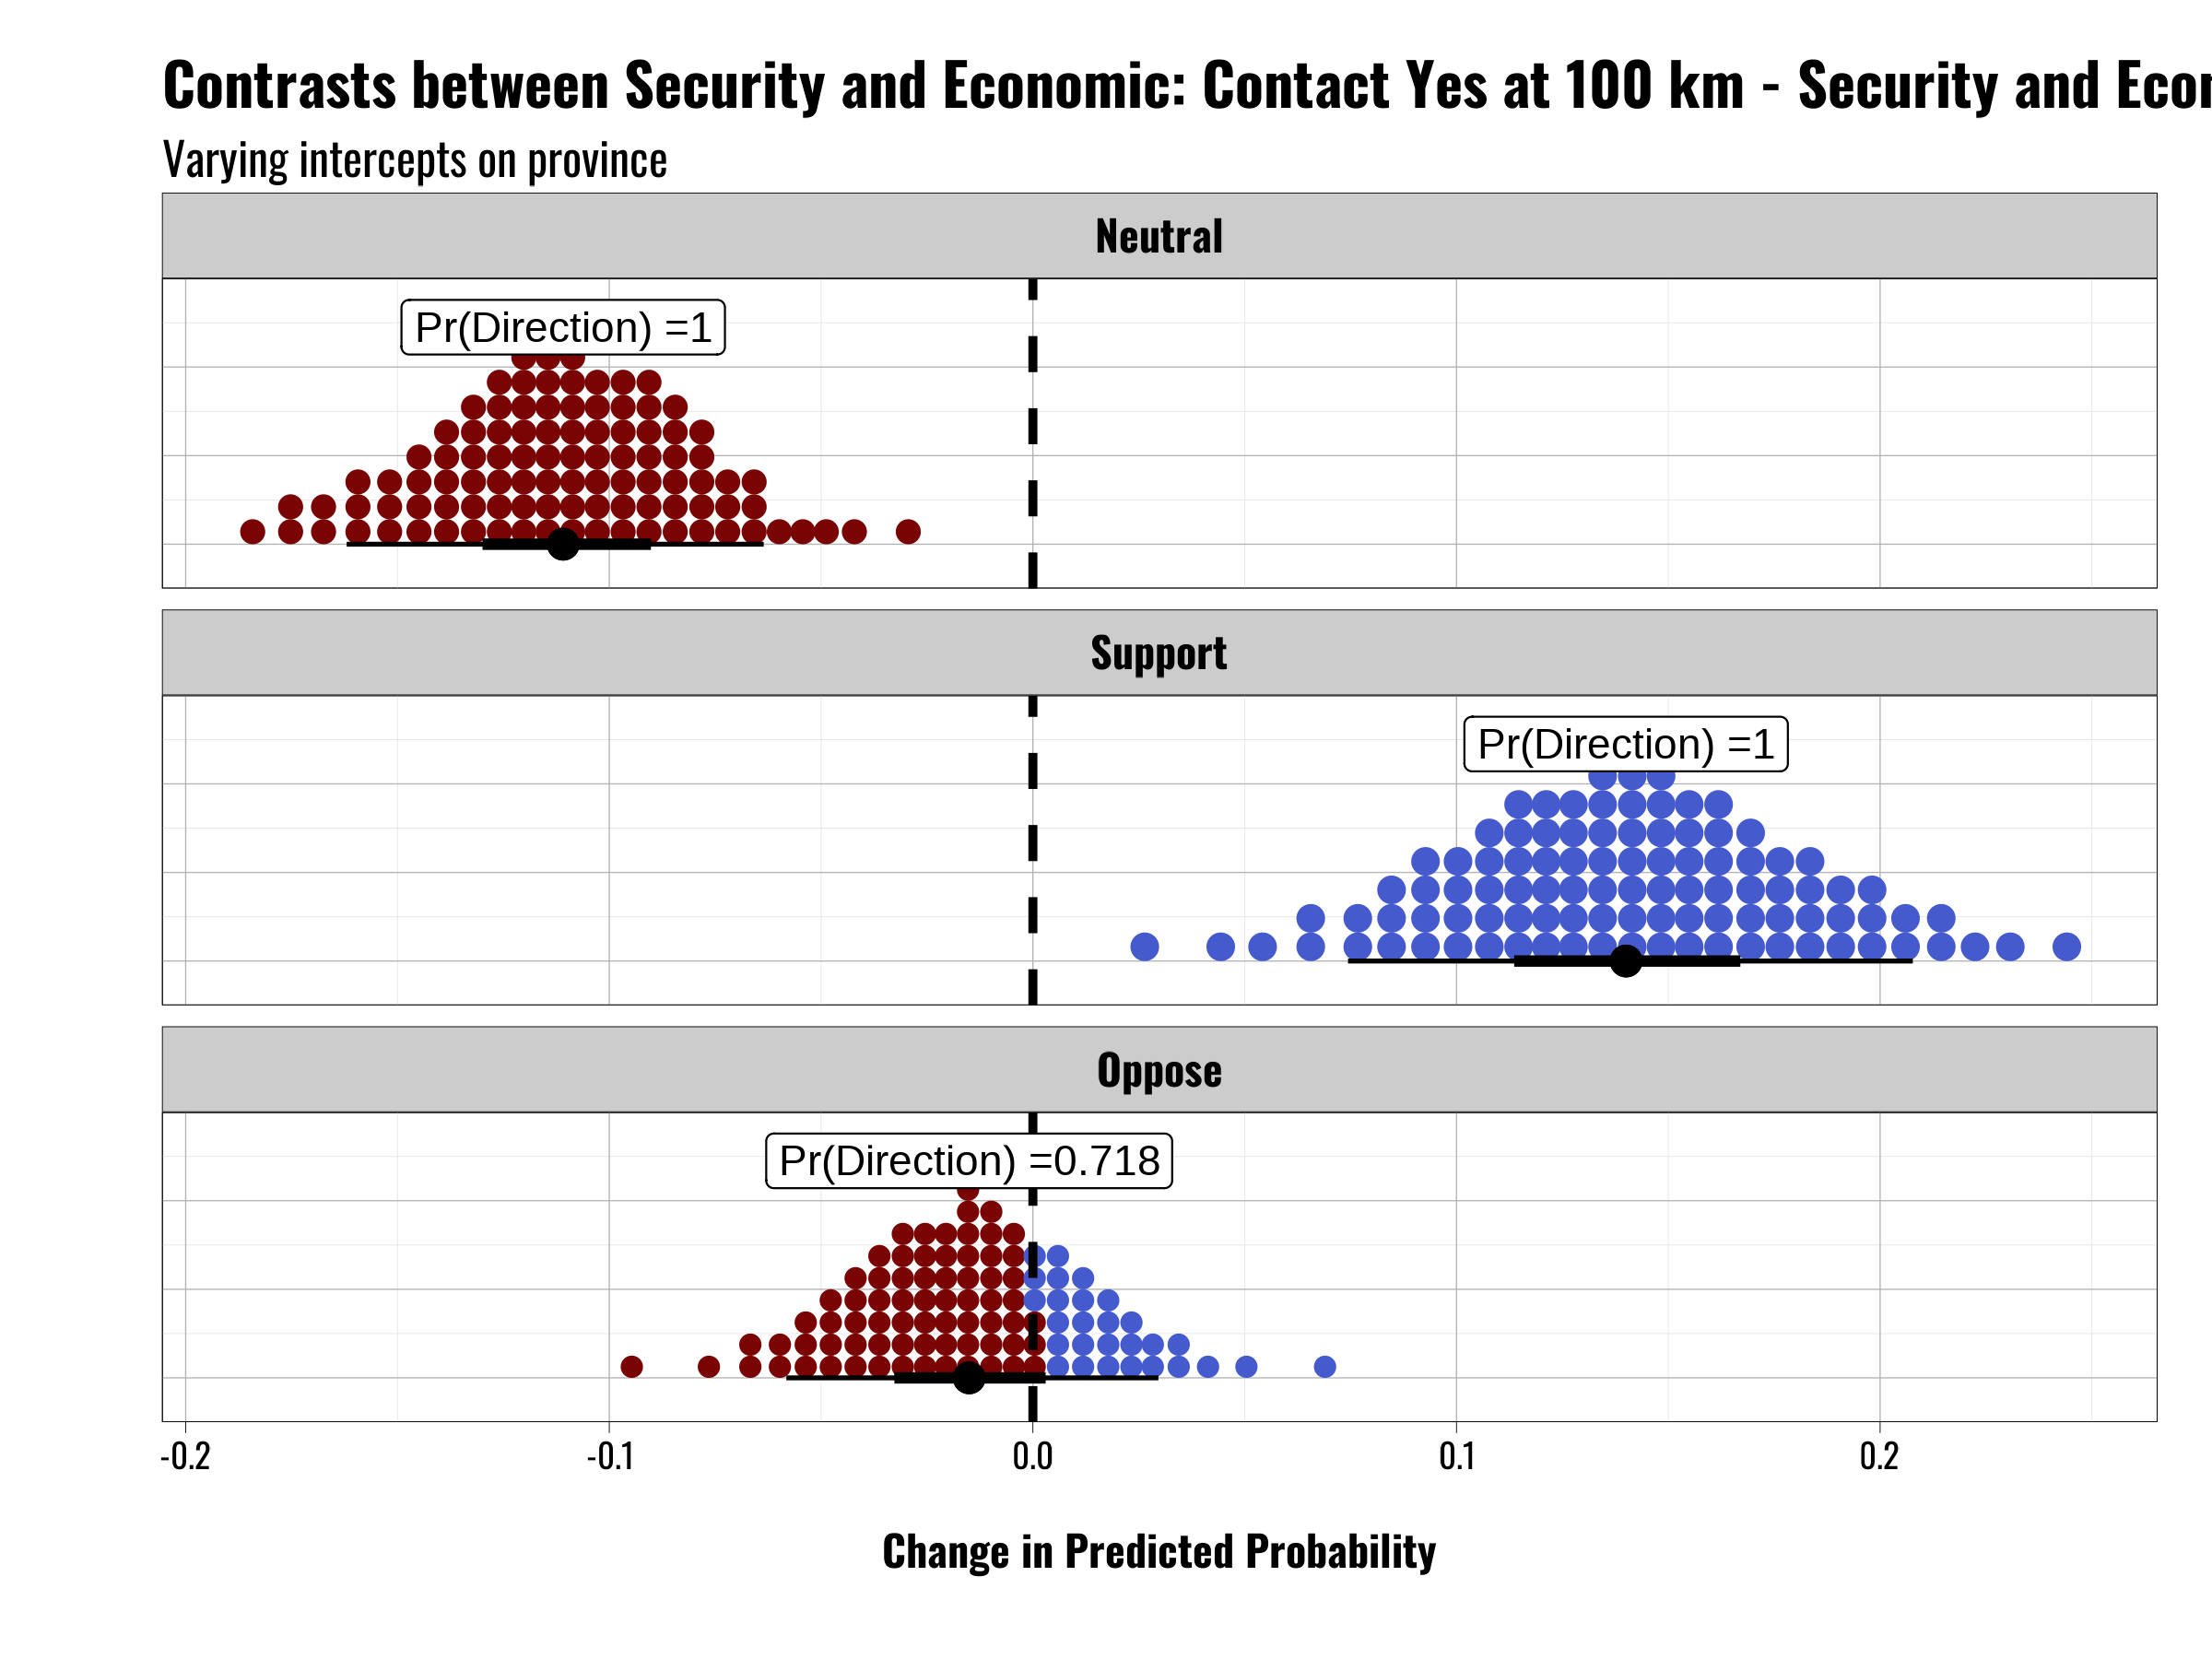 Contrasts between Security and Economic: Contact Yes at 100 km - Security and
Varying intercepts on province
Neutral
Pr(Direction) =1
Support
Pr(Direction) =1
Oppose
Pr(Direction) =0.718
-0.2 -0.1 0.0 0.1 0.2
Change in Predicted Probability